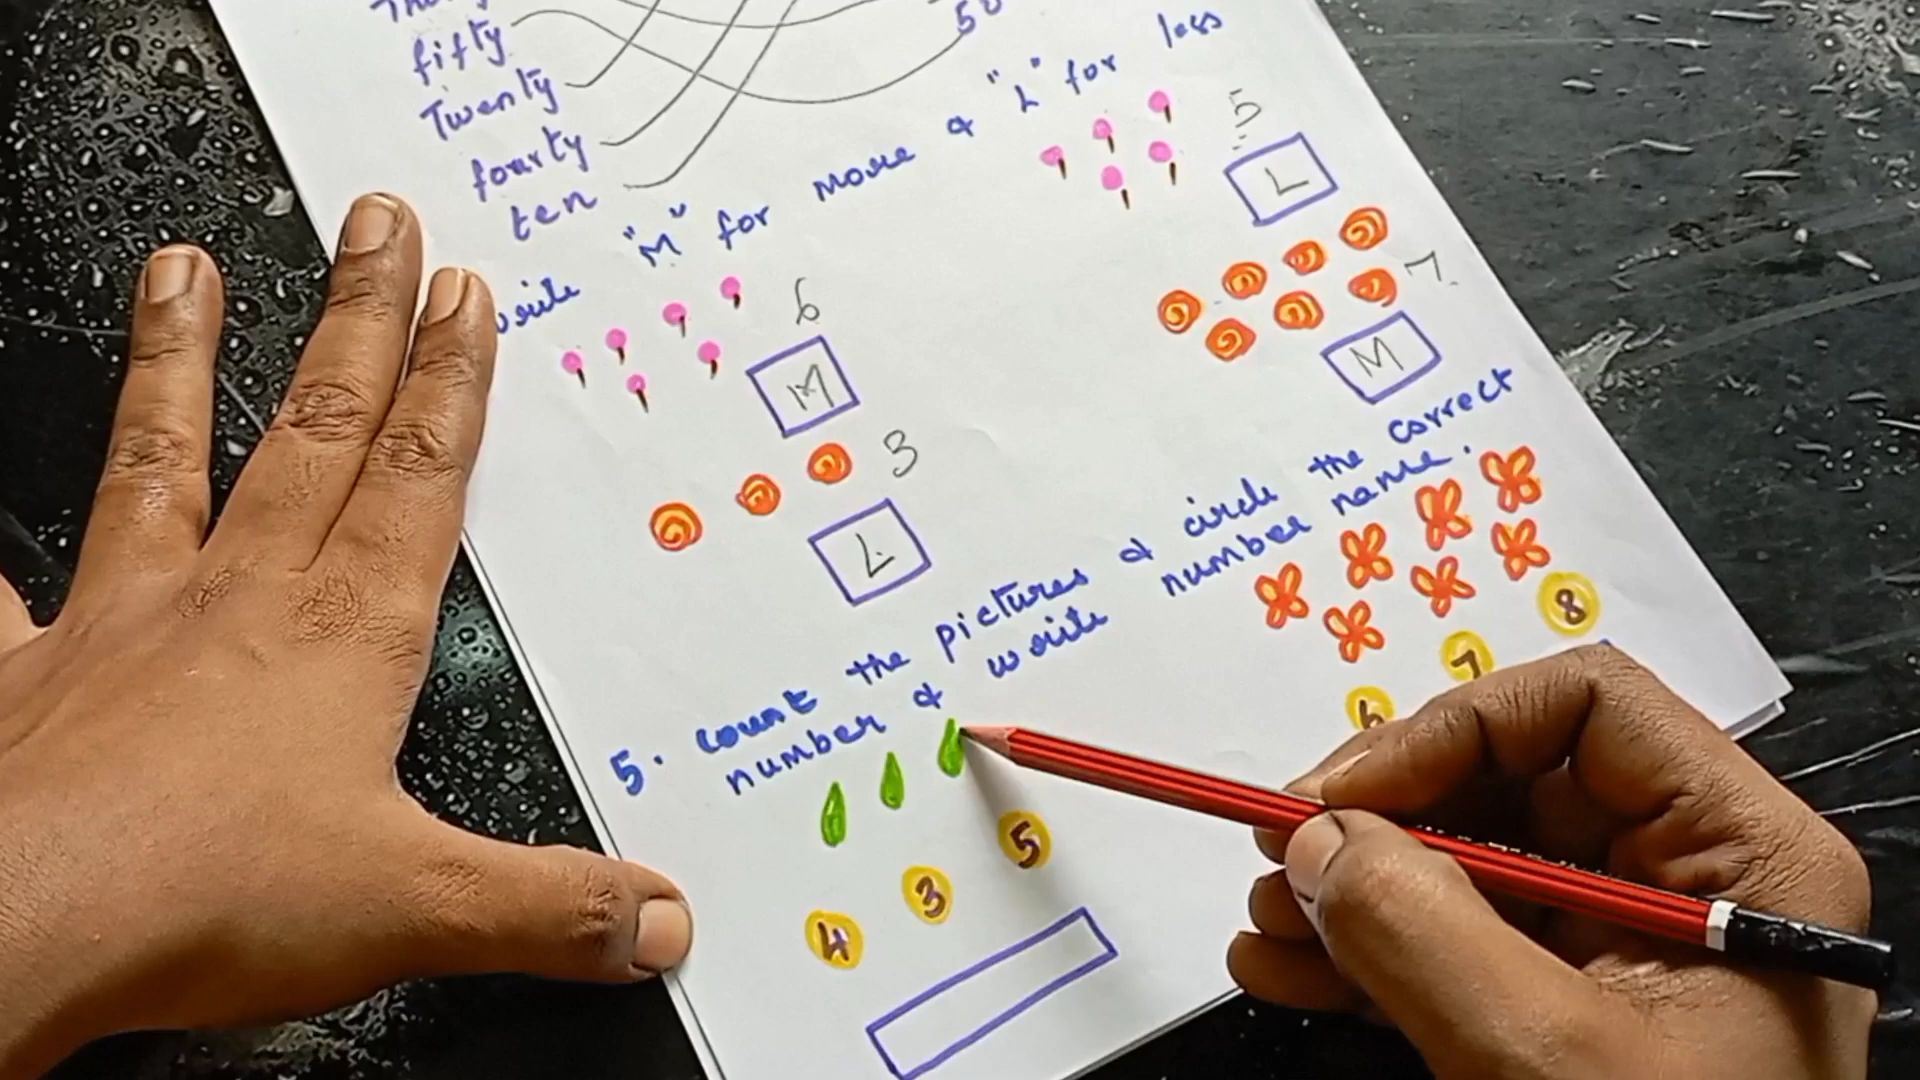 fifty
50
Twenty
fourty
ten
write "M" for more & "L" for less
6
M
5
L
3
L
7.
M
5. count the pictures & circle the correct
number & write number name.
4 3 5
6 7 8